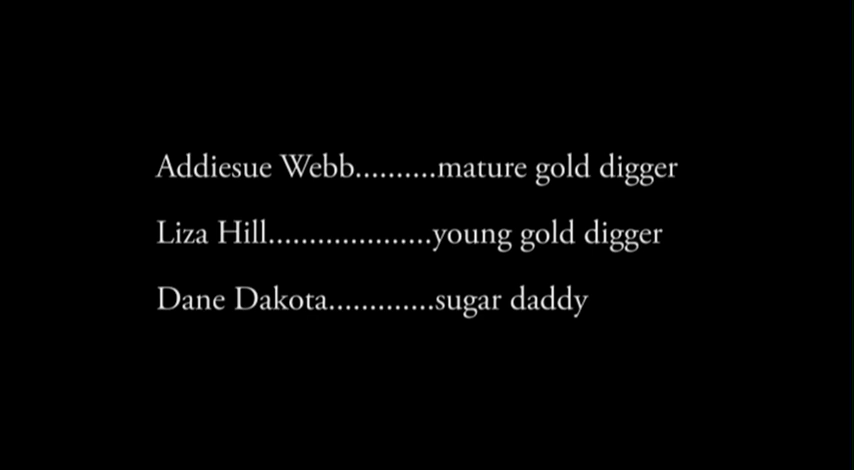 Addiesue Webb..........mature gold digger
Liza Hill....................young gold digger
Dane Dakota.............sugar daddy